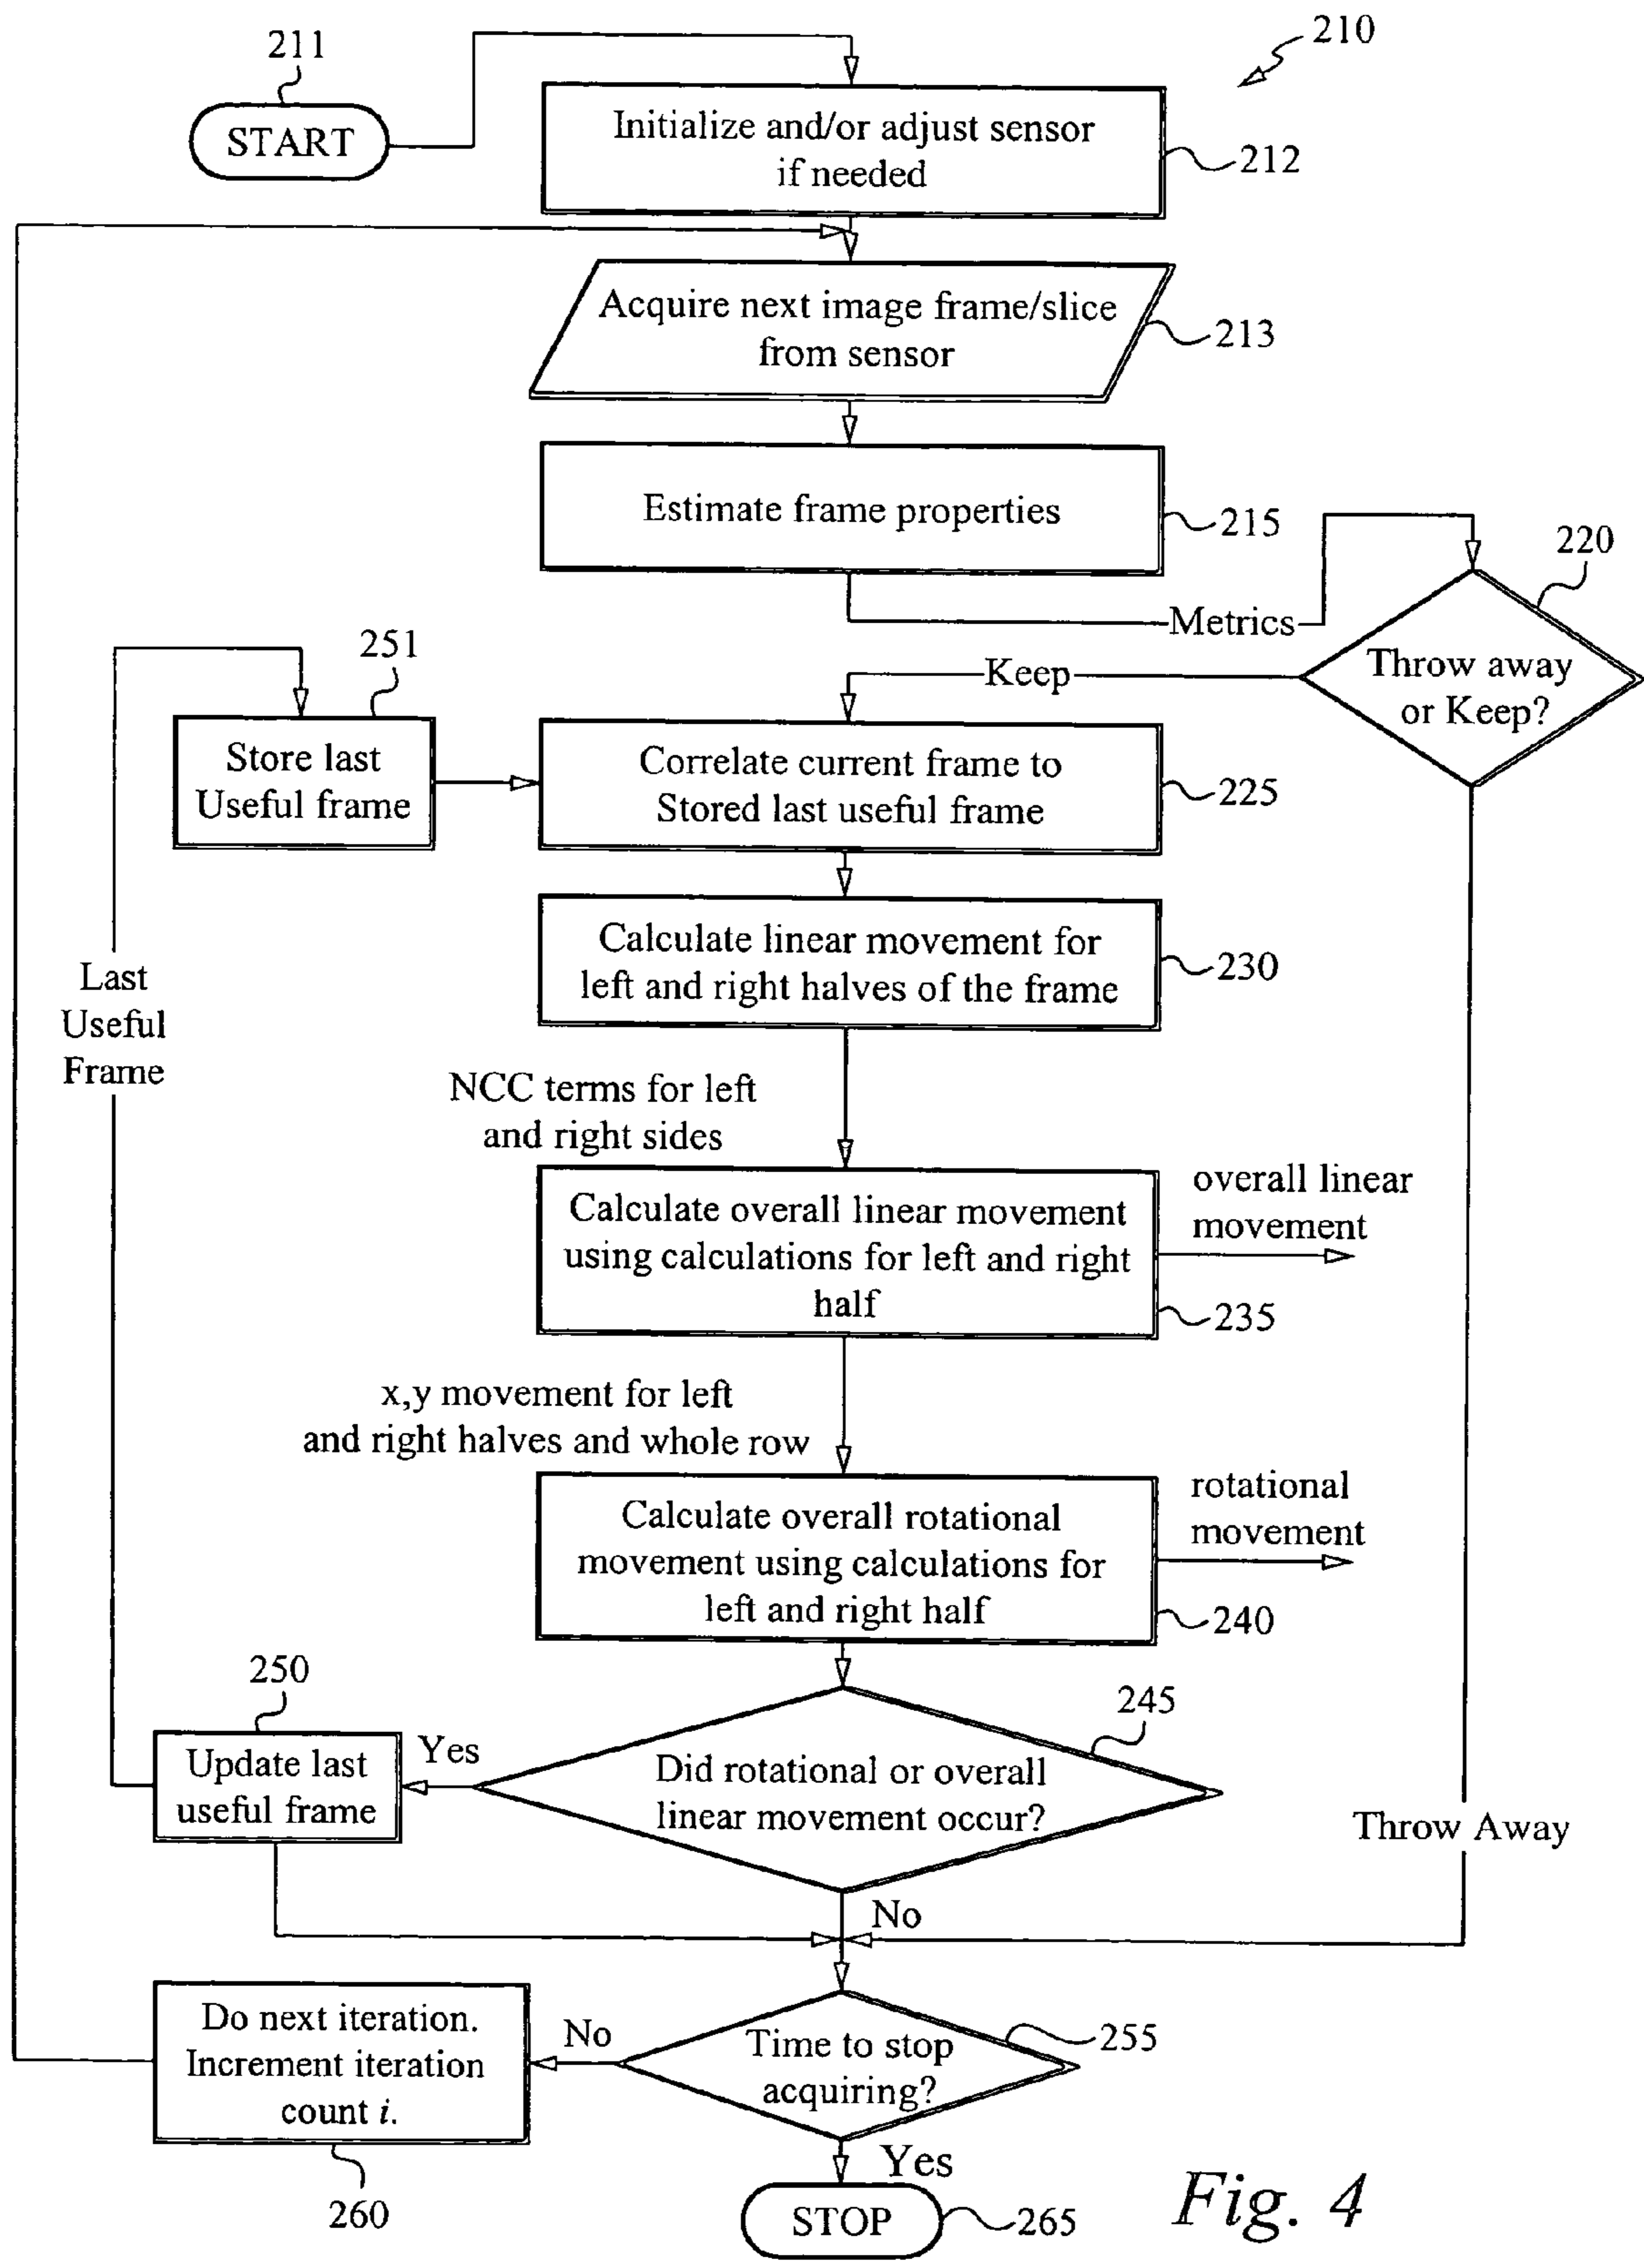 211
START
210
Initialize and/or adjust sensor
if needed
212
Acquire next image frame/slice
from sensor
213
Estimate frame properties
215
220
Metrics
Throw away
or Keep?
Keep
251
Store last
Useful frame
Correlate current frame to
Stored last useful frame
225
Calculate linear movement for
left and right halves of the frame
230
Last
Useful
Frame
NCC terms for left
and right sides
Calculate overall linear movement
using calculations for left and right
half
overall linear
movement
235
x,y movement for left
and right halves and whole row
Calculate overall rotational
movement using calculations for
left and right half
rotational
movement
240
250
Update last
useful frame
Yes
245
Did rotational or overall
linear movement occur?
Throw Away
No
Do next iteration.
Increment iteration
count i.
No
Time to stop
acquiring?
255
260
Yes
STOP
265
Fig. 4